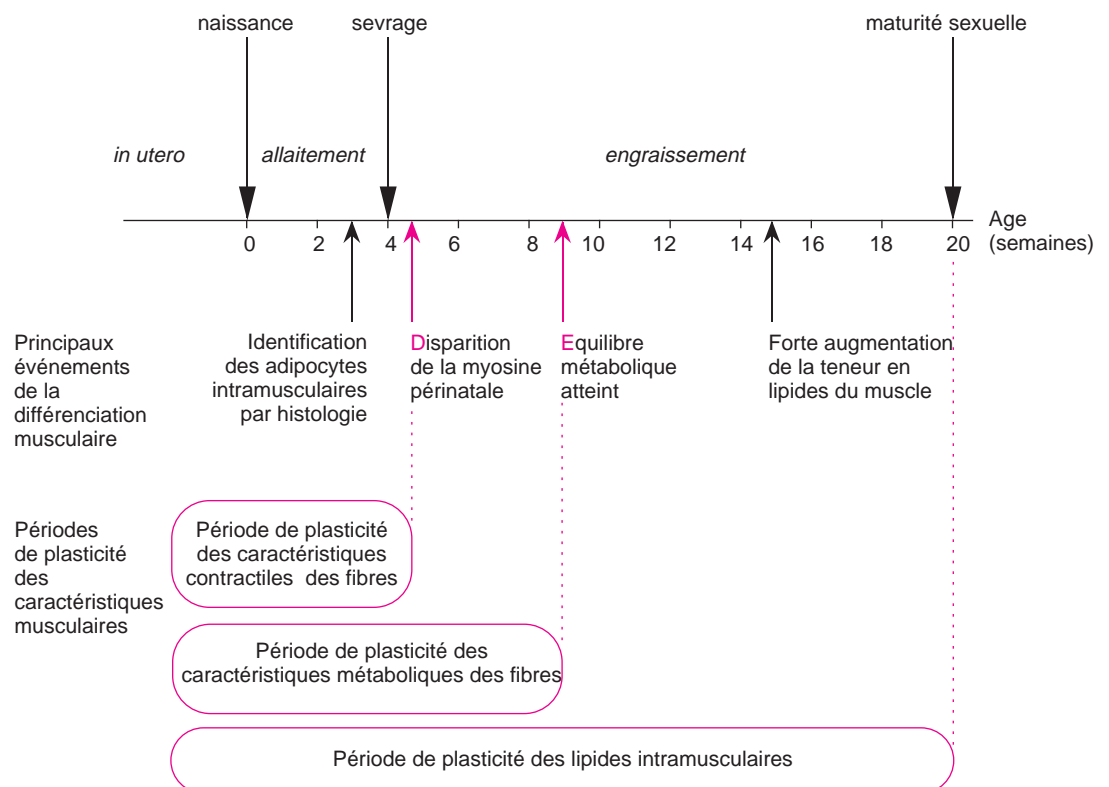 naissance
sevrage
maturité sexuelle
in utero
allaitement
engraissement
0 2 4 6 8 10 12 14 16 18 20
Age
(semaines)
Principaux
événements
de la
différenciation
musculaire
Identification
des adipocytes
intramusculaires
par histologie
Disparition
de la myosine
périnatale
Equilibre
métabolique
atteint
Forte augmentation
de la teneur en
lipides du muscle
Périodes
de plasticité
des
caractéristiques
musculaires
Période de plasticité
des caractéristiques
contractiles des fibres
Période de plasticité des
caractéristiques métaboliques des fibres
Période de plasticité des lipides intramusculaires